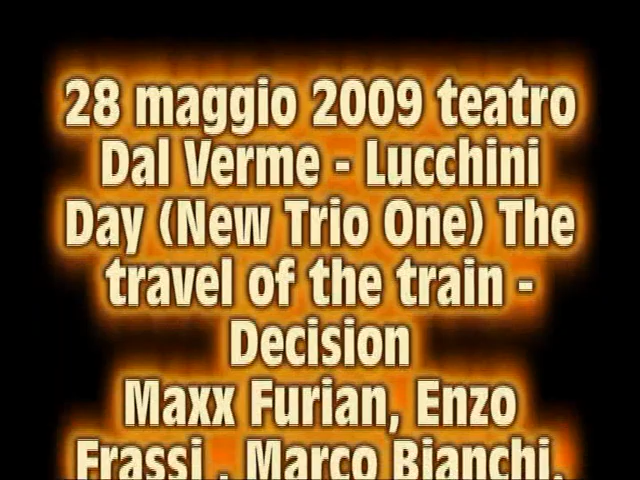 28 maggio 2009 teatro
Dal Verme - Lucchini
Day (New Trio One) The
travel of the train -
Decision
Maxx Furian, Enzo
Frassi , Marco Bianchi,